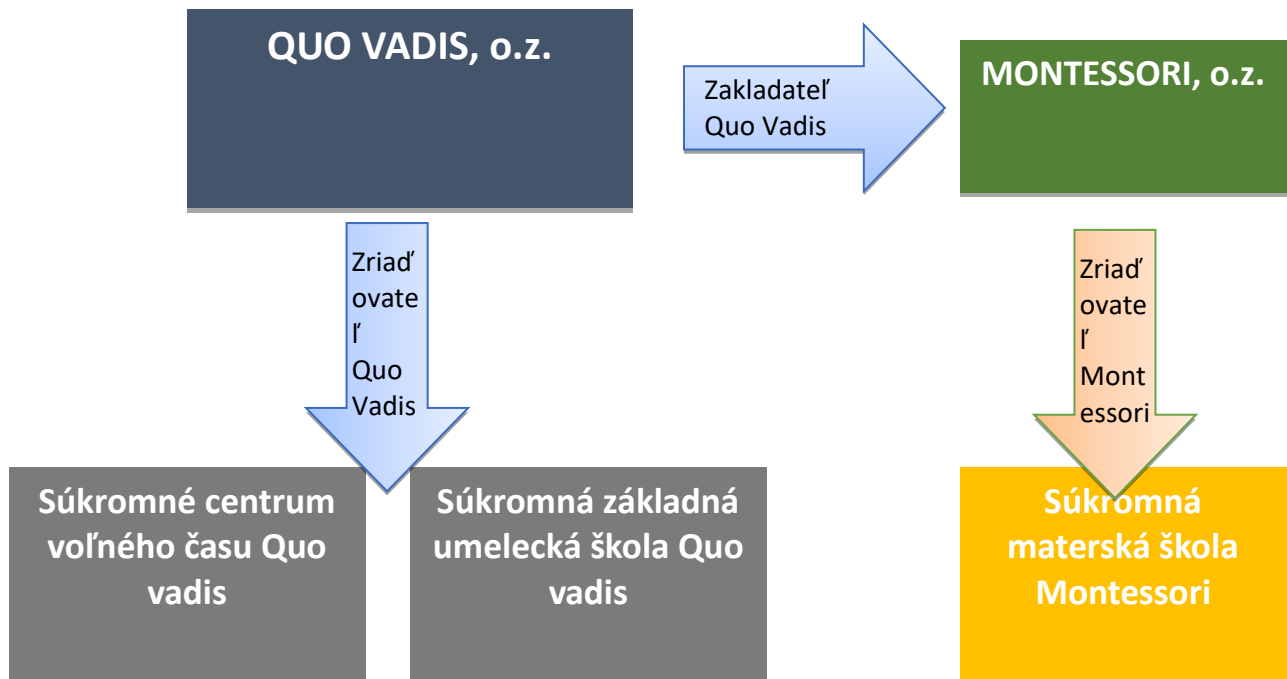 QUO VADIS, o.z.
Zakladateľ
Quo Vadis
MONTESSORI, o.z.
Zriaď
ovate
ľ
Quo
Vadis
Zriaď
ovate
ľ
Mont
essori
Súkromné centrum
voľného času Quo
vadis
Súkromná základná
umelecká škola Quo
vadis
Súkromná
materská škola
Montessori